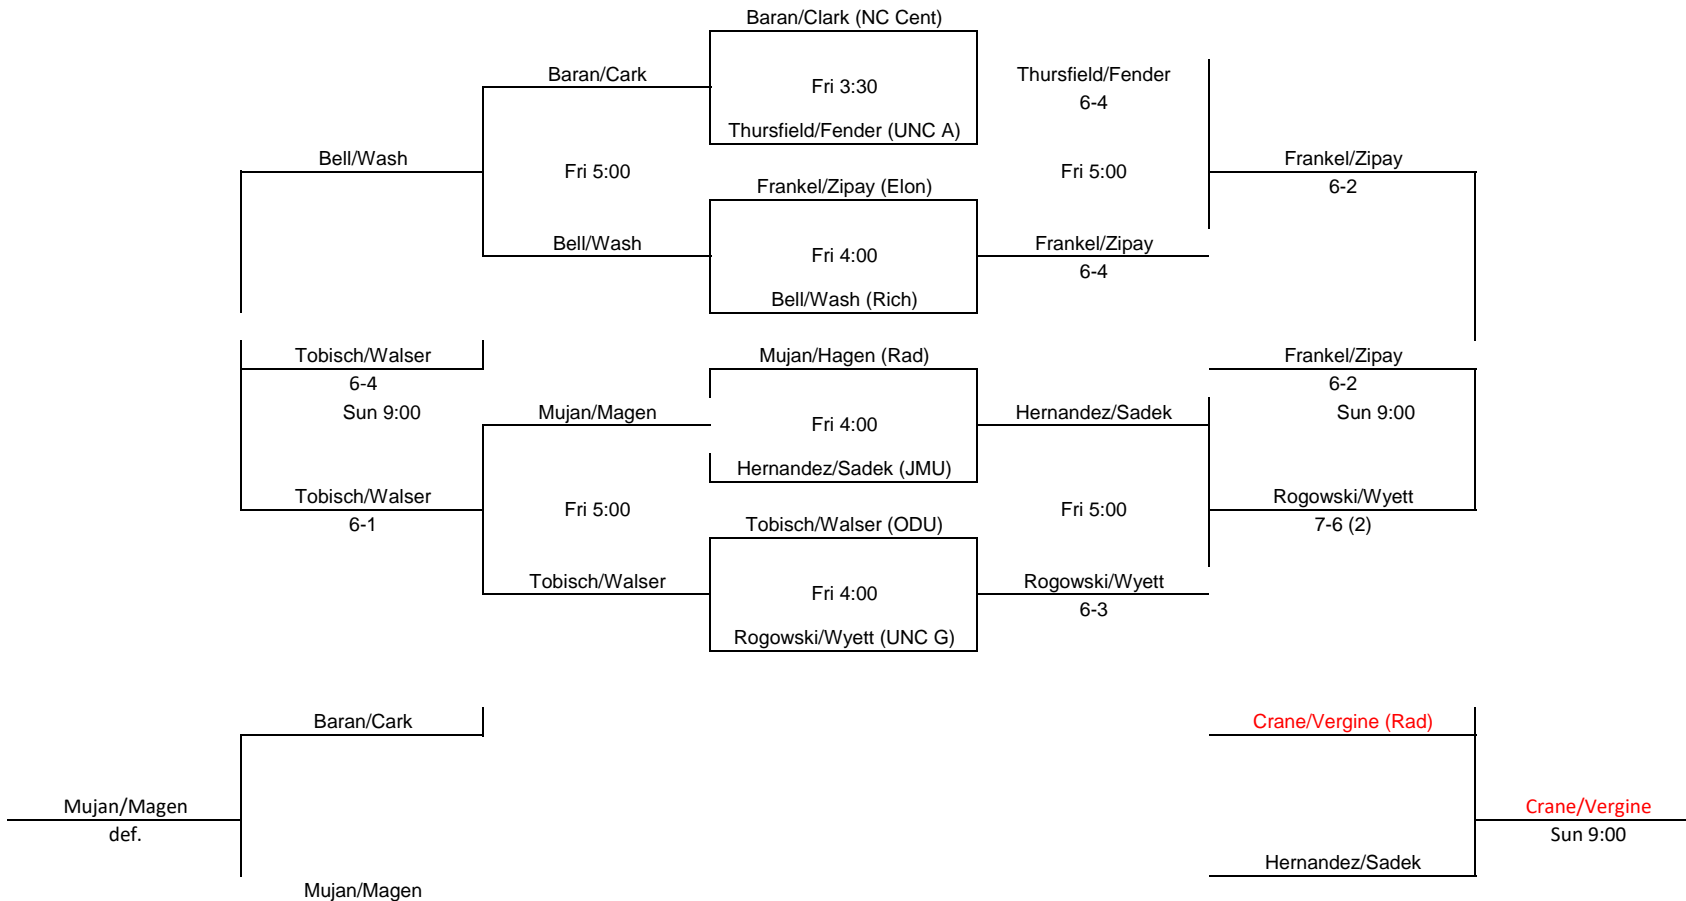 Baran/Clark (NC Cent)
Baran/Cark
Fri 3:30
Thursfield/Fender
6-4
Thursfield/Fender (UNC A)
Bell/Wash
Fri 5:00
Fri 5:00
Frankel/Zipay
6-2
Frankel/Zipay (Elon)
Bell/Wash
Fri 4:00
Frankel/Zipay
6-4
Bell/Wash (Rich)
Tobisch/Walser
6-4
Sun 9:00
Mujan/Hagen (Rad)
Frankel/Zipay
6-2
Sun 9:00
Mujan/Magen
Fri 4:00
Hernandez/Sadek
Hernandez/Sadek (JMU)
Tobisch/Walser
6-1
Fri 5:00
Fri 5:00
Rogowski/Wyett
7-6 (2)
Tobisch/Walser (ODU)
Tobisch/Walser
Fri 4:00
Rogowski/Wyett
6-3
Rogowski/Wyett (UNC G)
Baran/Cark
Crane/Vergine (Rad)
Mujan/Magen
def.
Crane/Vergine
Sun 9:00
Hernandez/Sadek
Mujan/Magen